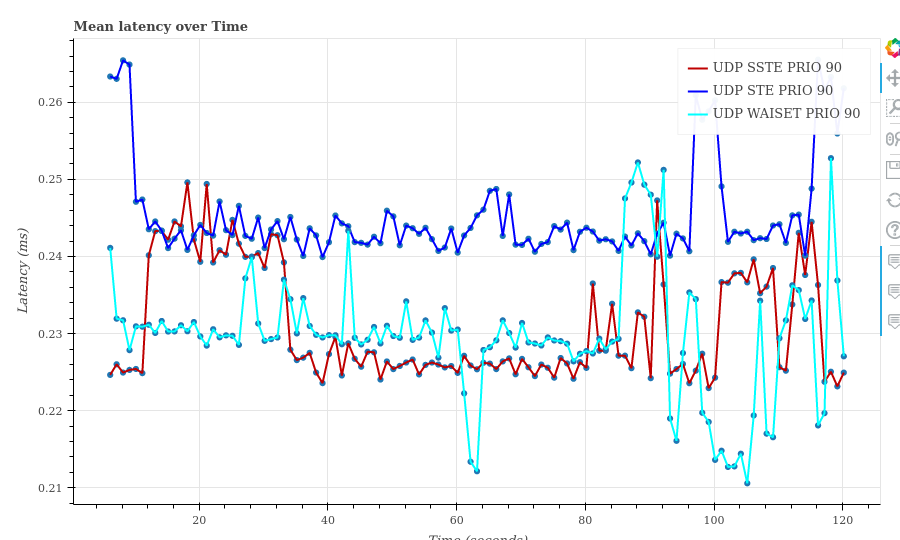 Mean latency over Time
UDP SSTE PRIO 90
UDP STE PRIO 90
UDP WAISET PRIO 90
0.26
0.25
0.24
0.23
0.22
0.21
Latency (ms)
20 40 60 80 100 120
Time (seconds)